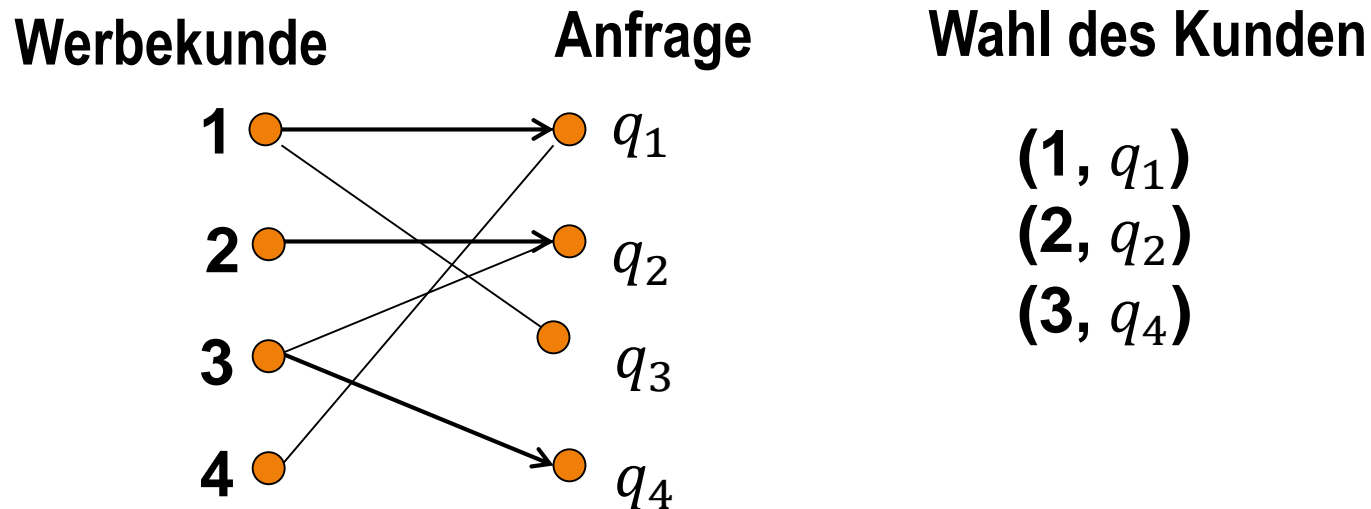 Werbekunde Anfrage Wahl des Kunden
1 q₁
2 q₂
3 q₃
4 q₄
(1, q₁)
(2, q₂)
(3, q₄)